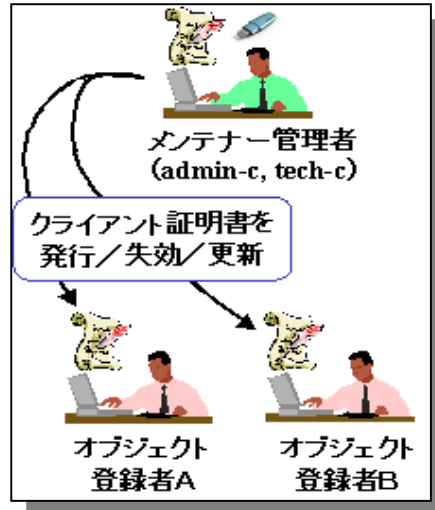 メンテナー管理者
(admin-c, tech-c)
クライアント証明書を
発行／失効／更新
オブジェクト
登録者A
オブジェクト
登録者B